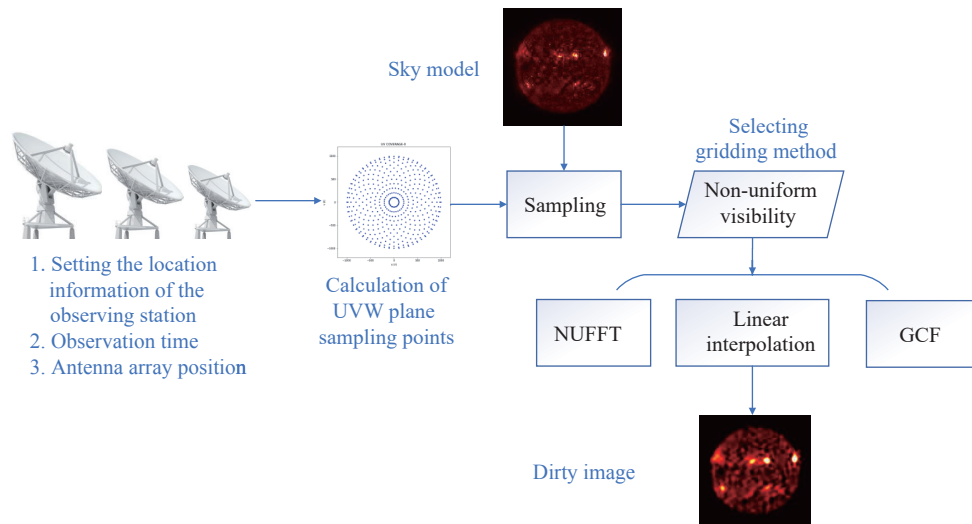 Sky model
Selecting
gridding method
Sampling
Non-uniform
visibility
1. Setting the location
information of the
observing station
2. Observation time
3. Antenna array position
Calculation of
UVW plane
sampling points
NUFFT
Linear
interpolation
GCF
Dirty image